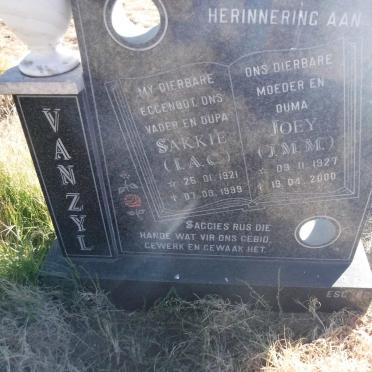 HERINNERING AAN
VAN ZYL
MY DIERBARE
EGGENOOT, ONS
VADER EN OUPA
SAKKIE
(I.A.C.)
☆ 25.01.1921
✝ 07.08.1999
ONS DIERBARE
MOEDER EN
OUMA
JOEY
(J.M.M.)
☆ 09.11.1927
✝ 19.04.2000
SAGGIES RUS DIE
HANDE WAT VIR ONS GEBID,
GEWERK EN GEWAAK HET.